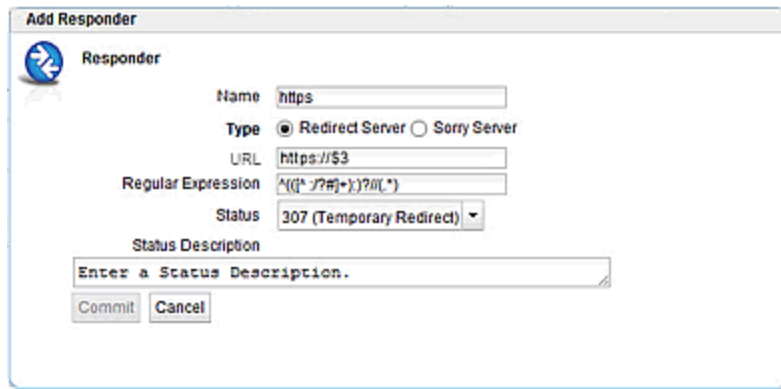 Add Responder
Responder
Name https
Type Redirect Server Sorry Server
URL https://$3
Regular Expression ^(([^ :/?#]+):)?//(.*)
Status 307 (Temporary Redirect)
Status Description
Enter a Status Description.
Commit Cancel